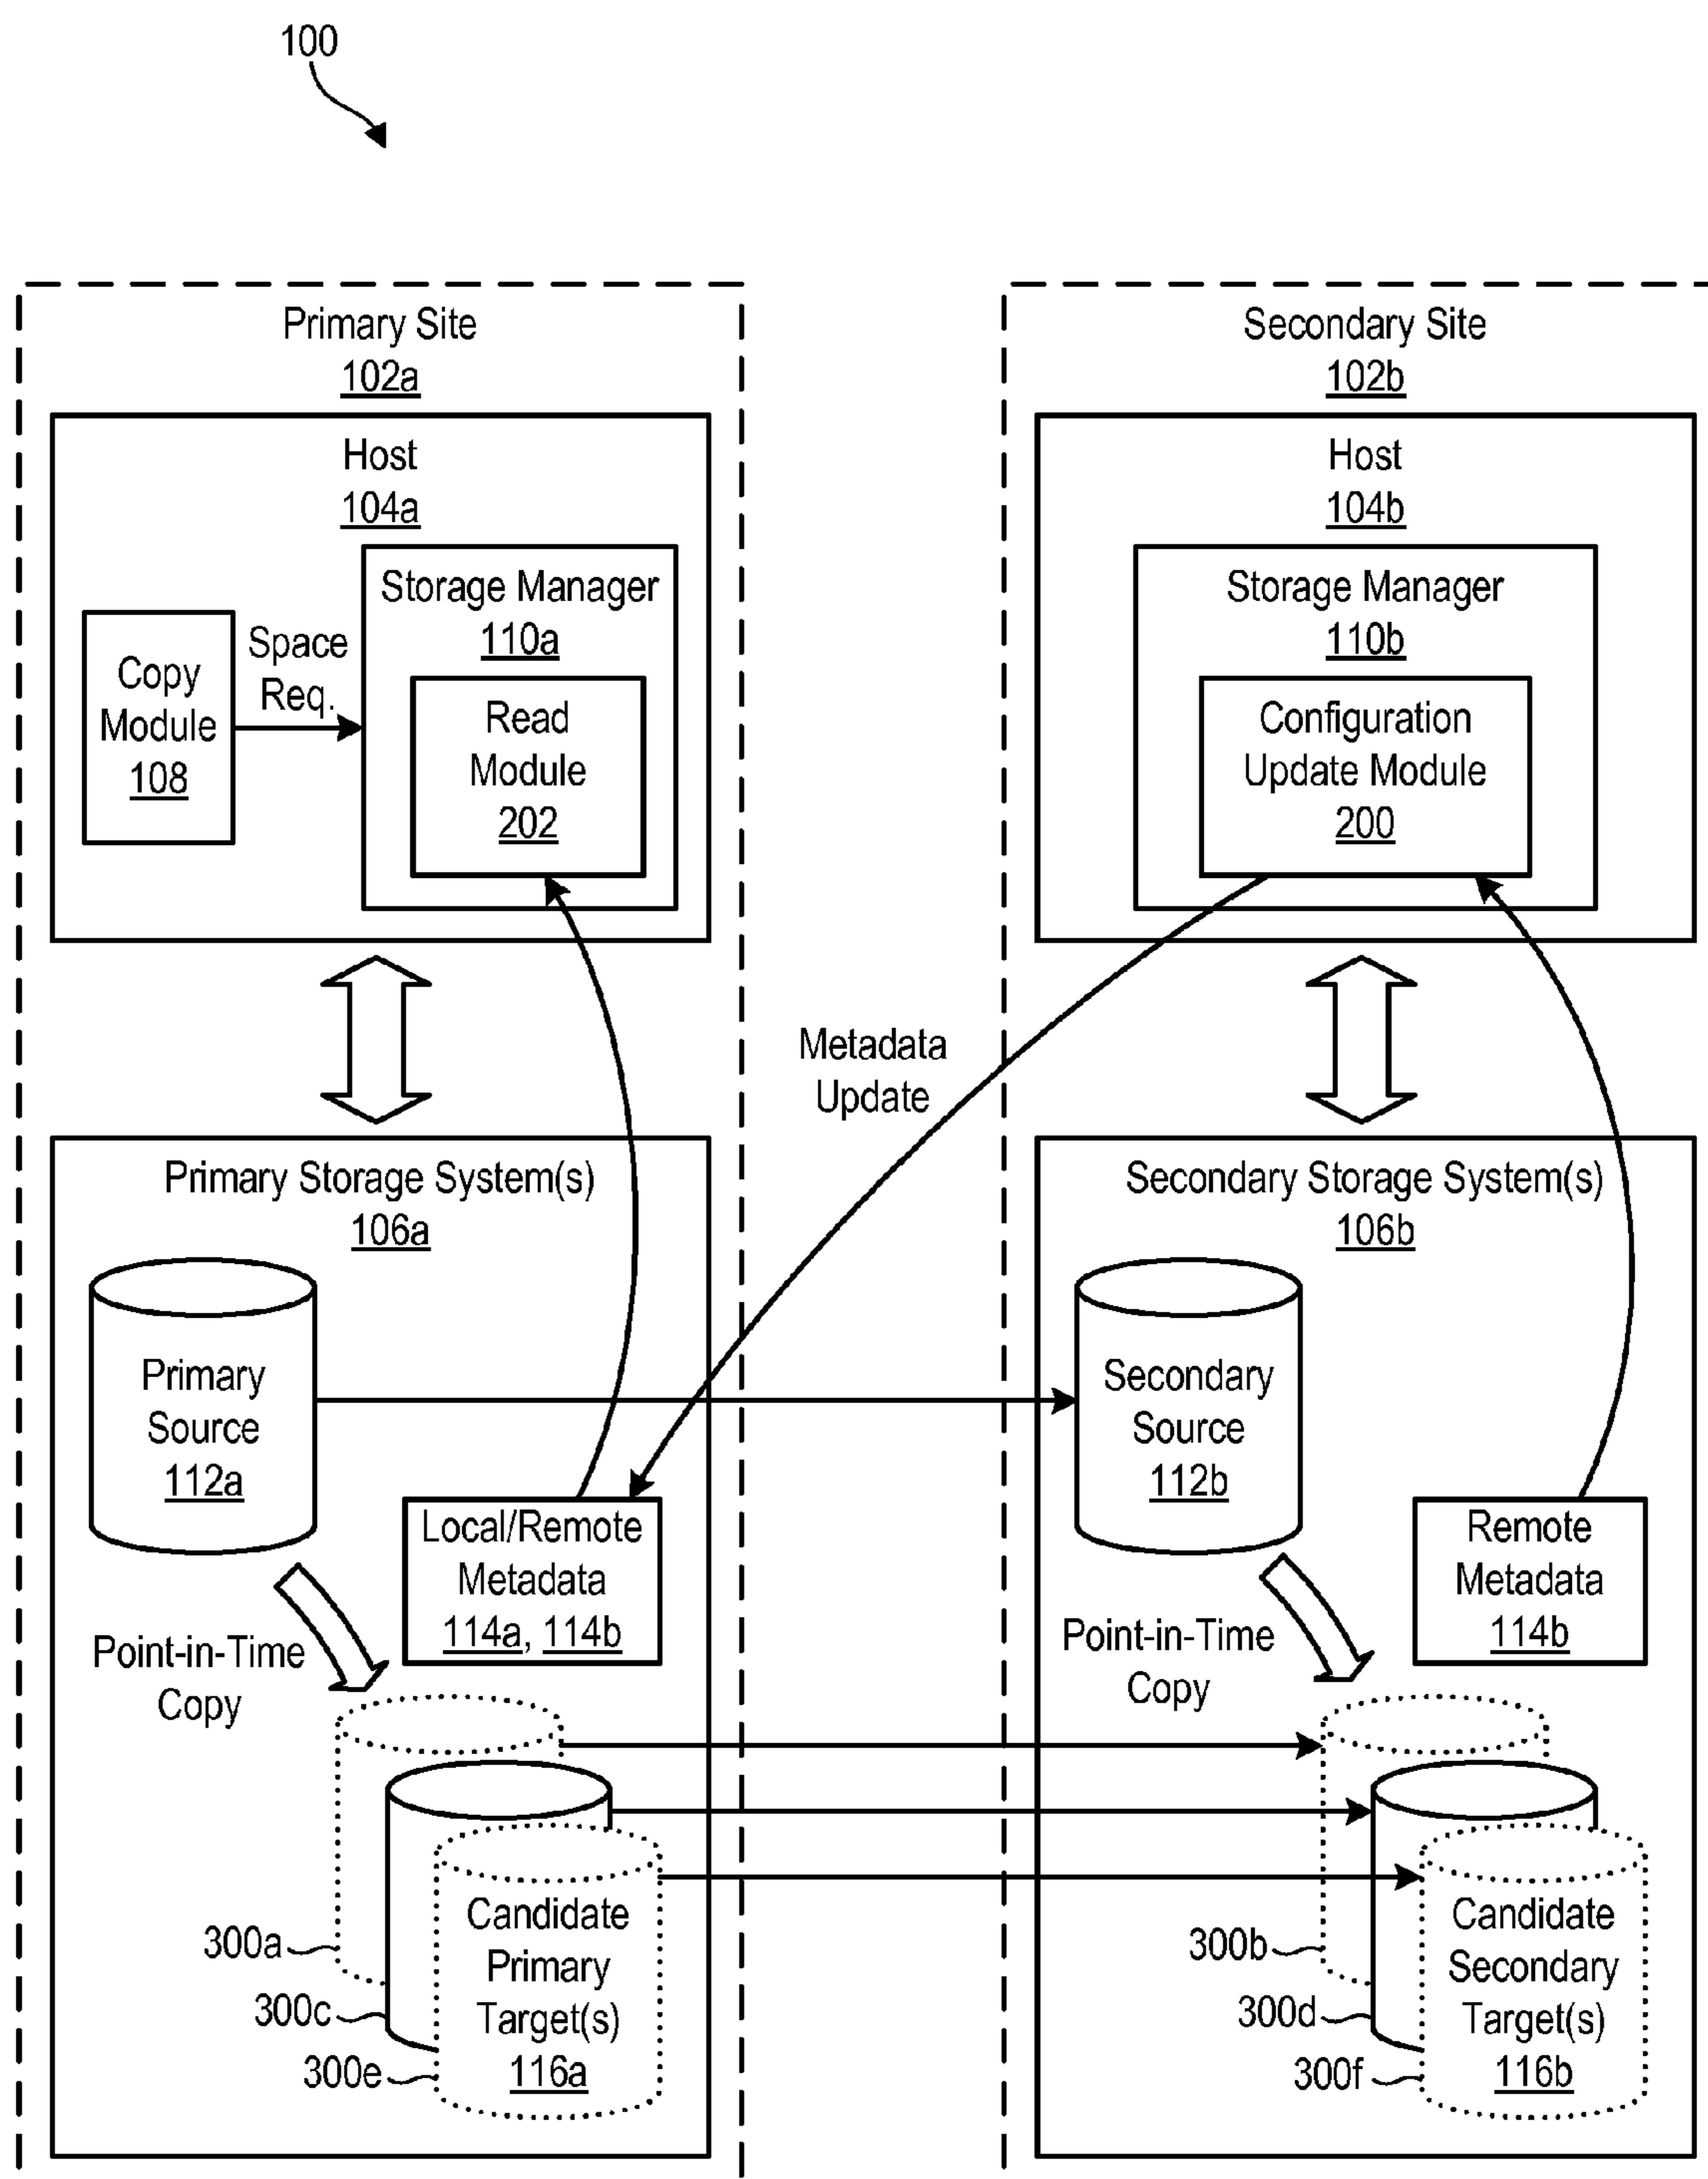 100
Primary Site
102a
Host
104a
Storage Manager
110a
Copy
Module
108
Space
Req.
Read
Module
202
Secondary Site
102b
Host
104b
Storage Manager
110b
Configuration
Update Module
200
Metadata
Update
Primary Storage System(s)
106a
Primary
Source
112a
Local/Remote
Metadata
114a, 114b
Point-in-Time
Copy
300a
300c
300e
Candidate
Primary
Target(s)
116a
Secondary Storage System(s)
106b
Secondary
Source
112b
Remote
Metadata
114b
Point-in-Time
Copy
300b
300d
300f
Candidate
Secondary
Target(s)
116b